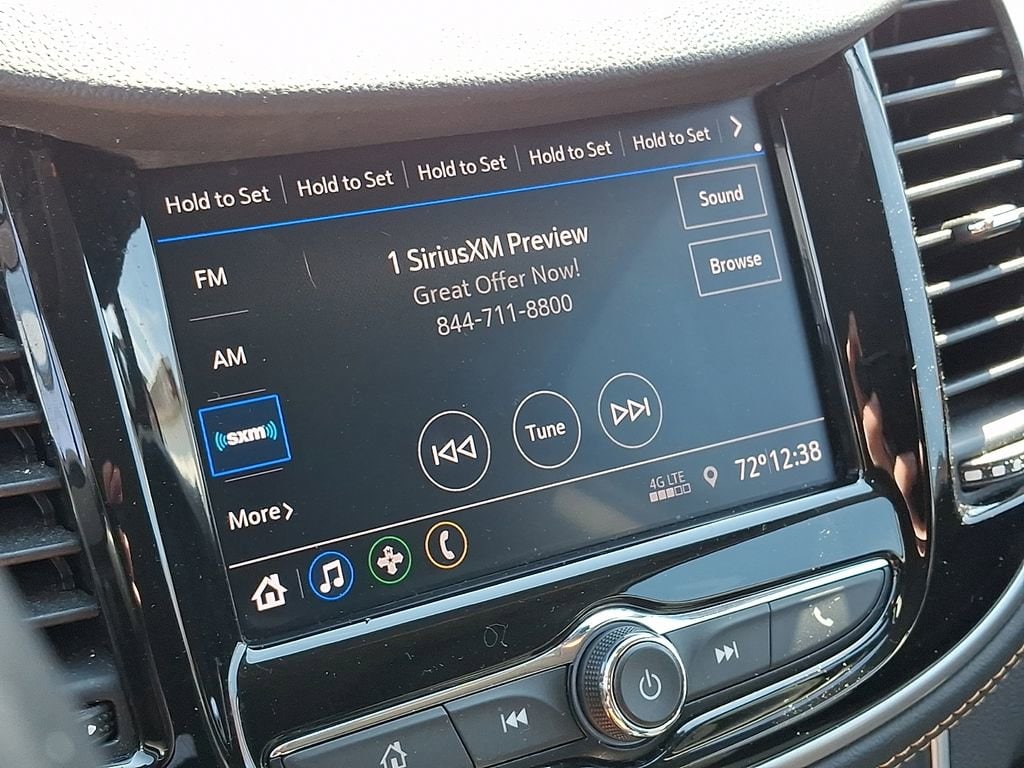 Hold to Set Hold to Set Hold to Set Hold to Set Hold to Set
FM
1 SiriusXM Preview
Great Offer Now!
844-711-8800
Sound
Browse
AM
sxm
Tune
More
4G LTE
72° 12:38